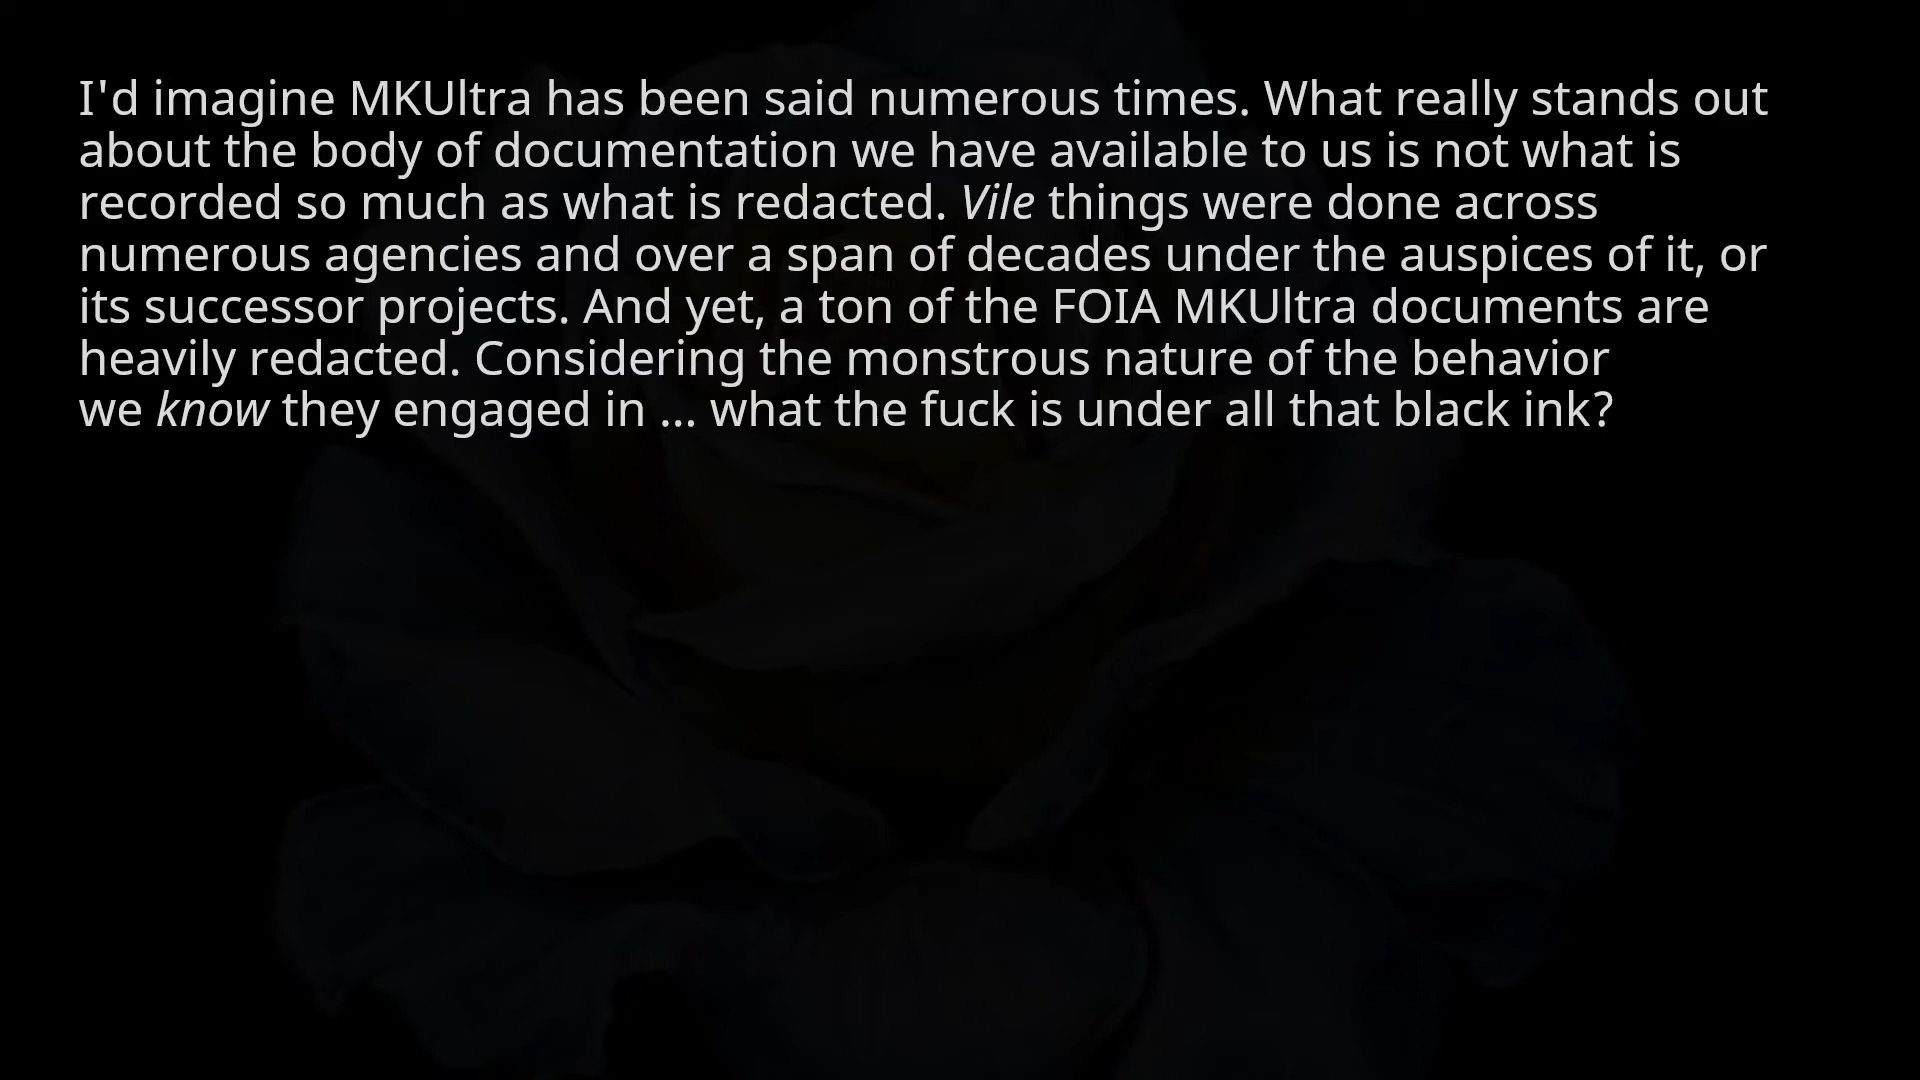 I'd imagine MKUltra has been said numerous times. What really stands out
about the body of documentation we have available to us is not what is
recorded so much as what is redacted. Vile things were done across
numerous agencies and over a span of decades under the auspices of it, or
its successor projects. And yet, a ton of the FOIA MKUltra documents are
heavily redacted. Considering the monstrous nature of the behavior
we know they engaged in ... what the fuck is under all that black ink?